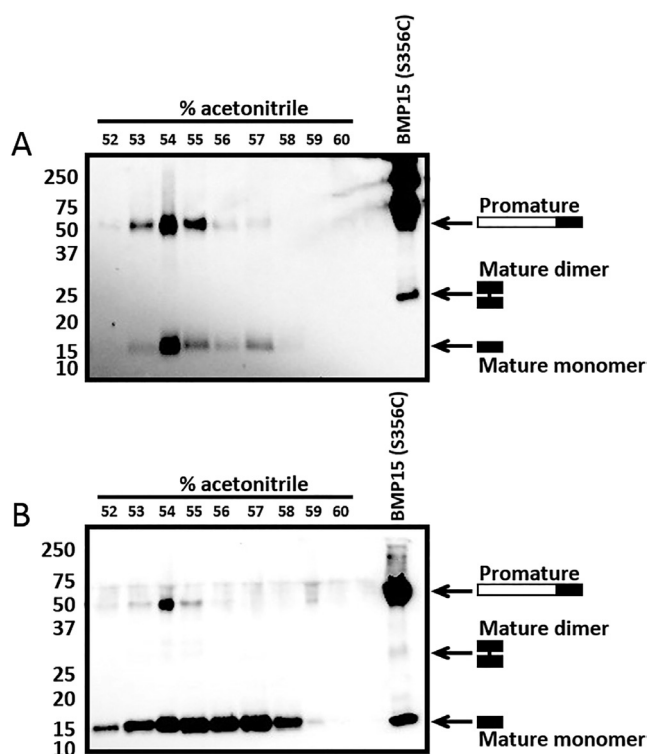 BMP15 (S356C)
% acetonitrile
52 53 54 55 56 57 58 59 60
A
250
75
50
37
25
20
15
10
Promature
Mature dimer
Mature monomer
BMP15 (S356C)
% acetonitrile
52 53 54 55 56 57 58 59 60
B
250
75
50
37
25
20
15
10
Promature
Mature dimer
Mature monomer